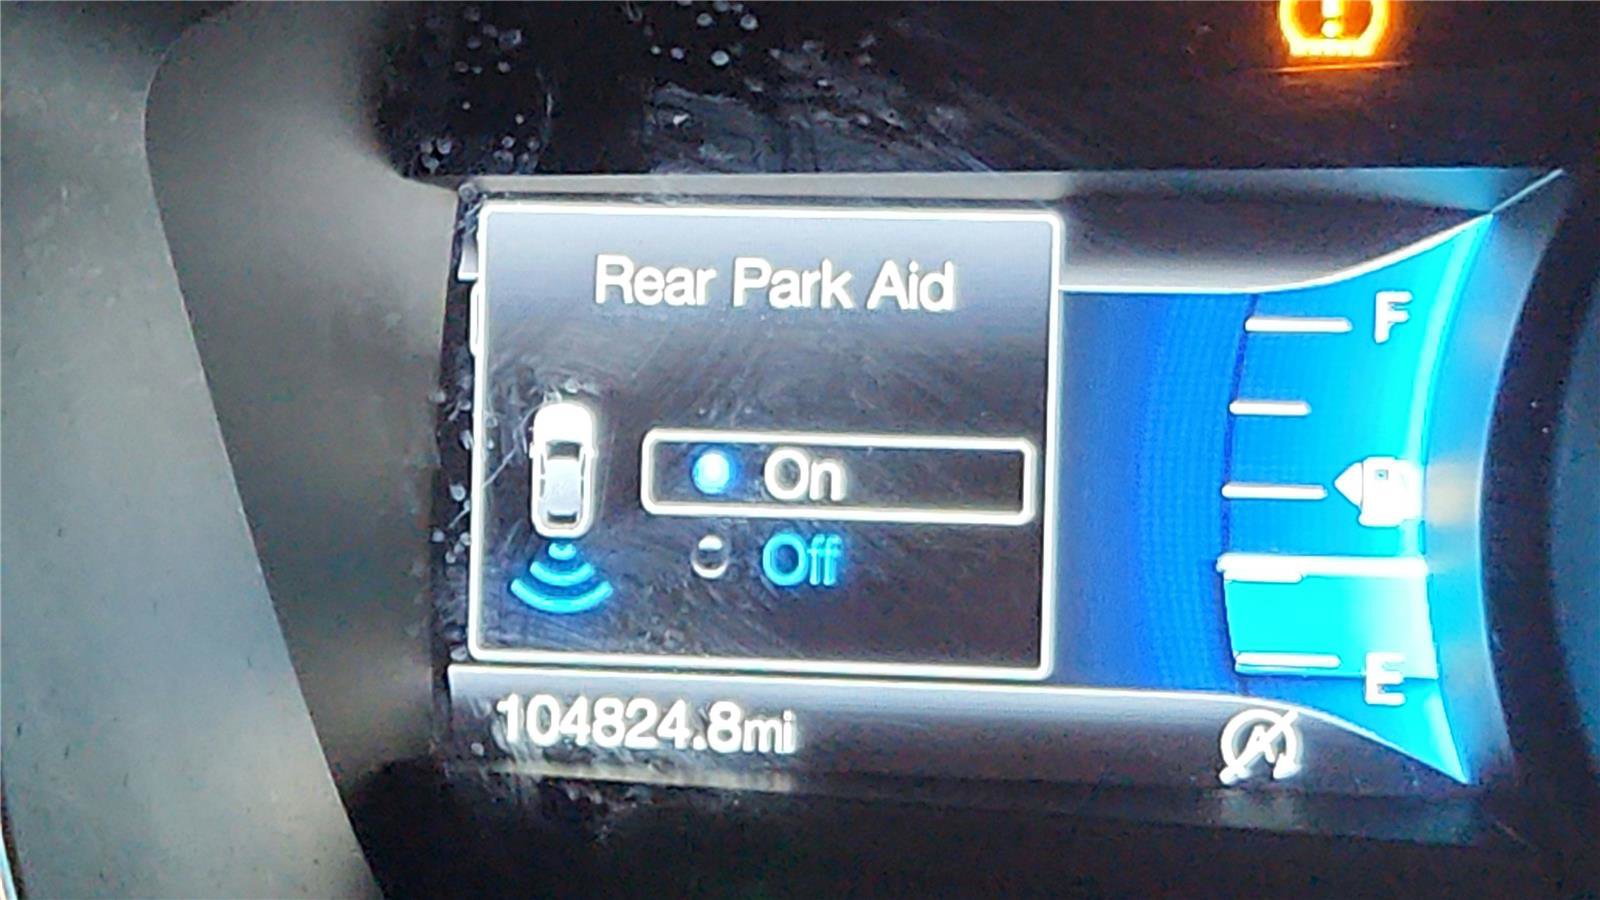 Rear Park Aid
On
Off
F
E
104824.8mi
A